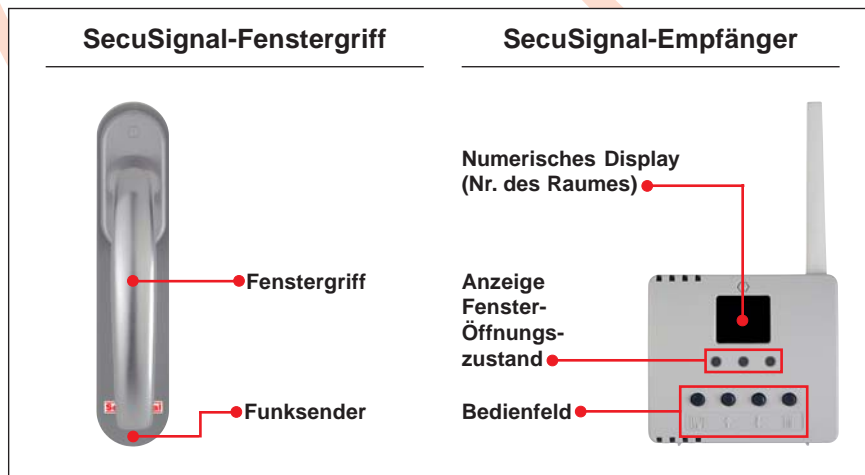 SecuSignal-Fenstergriff
Fenstergriff
Funksender
SecuSignal-Empfänger
Numerisches Display
(Nr. des Raumes)
Anzeige
Fenster-
Öffnungs-
zustand
Bedienfeld